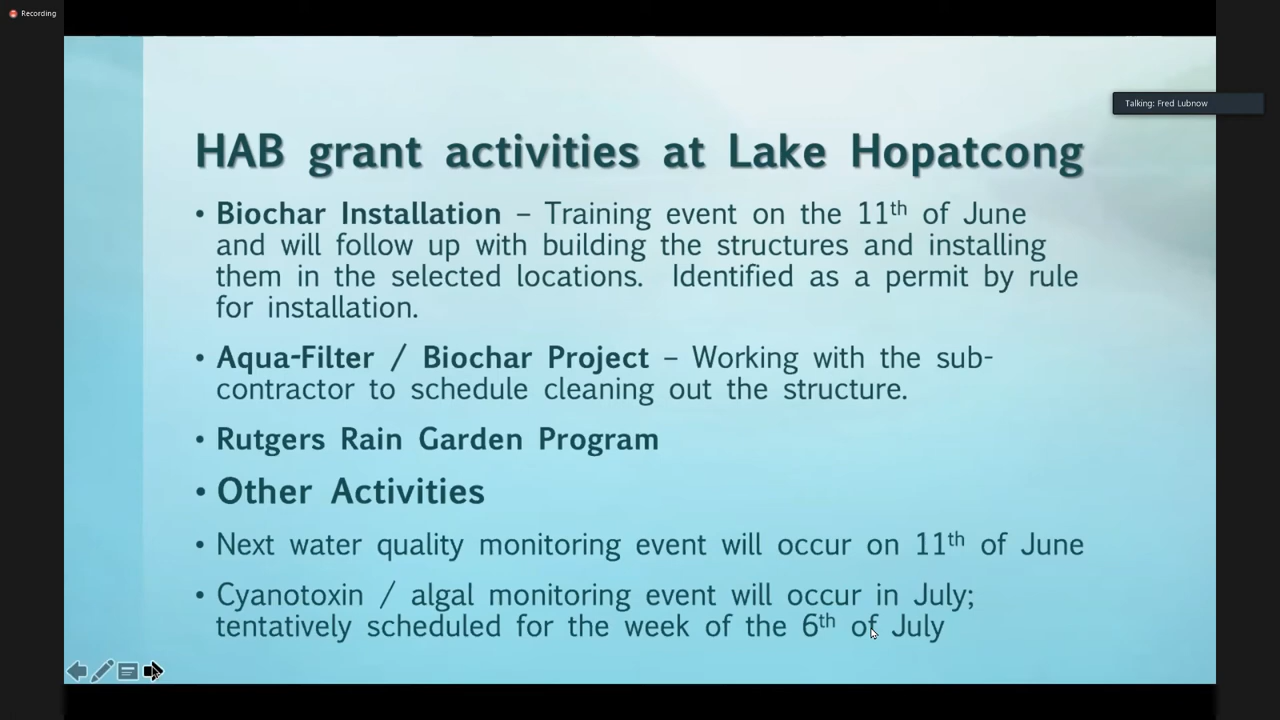 Recording
Talking: Fred Lubnow
HAB grant activities at Lake Hopatcong
• Biochar Installation – Training event on the 11th of June
and will follow up with building the structures and installing
them in the selected locations.  Identified as a permit by rule
for installation.
• Aqua-Filter / Biochar Project – Working with the sub-
contractor to schedule cleaning out the structure.
• Rutgers Rain Garden Program
• Other Activities
• Next water quality monitoring event will occur on 11th of June
• Cyanotoxin / algal monitoring event will occur in July;
tentatively scheduled for the week of the 6th of July